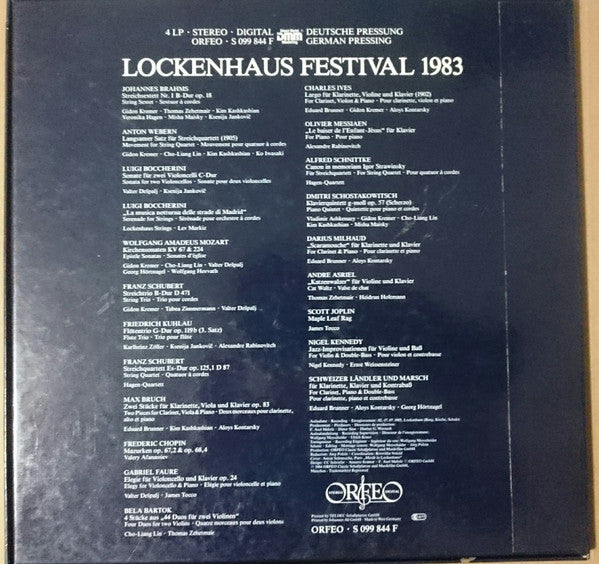 4 LP · STEREO · DIGITAL
ORFEO · S 099 844 F
DMM
DEUTSCHE PRESSUNG
GERMAN PRESSING
LOCKENHAUS FESTIVAL 1983
JOHANNES BRAHMS
Streichsextett Nr. 1 B-Dur op. 18
String Sextet · Sextuor à cordes
Gidon Kremer · Thomas Zehetmair · Kim Kashkashian
Veronika Hagen · Misha Maisky · Ksenija Janković
ANTON WEBERN
Langsamer Satz für Streichquartett (1905)
Movement for String Quartet · Mouvement pour quatuor à cordes
Gidon Kremer · Cho-Liang Lin · Kim Kashkashian · Ko Iwasaki
LUIGI BOCCHERINI
Sonate für zwei Violoncelli C-Dur
Sonata for two Violoncelles · Sonate pour deux violoncelles
Valter Dešpalj · Ksenija Janković
LUIGI BOCCHERINI
„La musica notturna delle strade di Madrid"
Serenade for Strings · Sérénade pour orchestre à cordes
Lockenhaus Strings · Lev Markiz
WOLFGANG AMADEUS MOZART
Kirchensonaten KV 67 & 224
Epistle Sonatas · Sonates d'église
Gidon Kremer · Cho-Liang Lin · Valter Dešpalj
Georg Hörtnagel · Wolfgang Horvath
FRANZ SCHUBERT
Streichtrio B-Dur D 471
String Trio · Trio pour cordes
Gidon Kremer · Tabea Zimmermann · Valter Dešpalj
FRIEDRICH KUHLAU
Flötentrio G-Dur op. 119b (3. Satz)
Flute Trio · Trio pour flûte
Karlheinz Zöller · Ksenija Janković · Alexandre Rabinovitch
FRANZ SCHUBERT
Streichquartett Es-Dur op. 125,1 D 87
String Quartet · Quatuor à cordes
Hagen-Quartett
MAX BRUCH
Zwei Stücke für Klarinette, Viola und Klavier op. 83
Two Pieces for Clarinet, Viola & Piano · Deux morceaux pour clarinette,
alto et piano
Eduard Brunner · Kim Kashkashian · Aloys Kontarsky
FREDERIC CHOPIN
Mazurken op. 67,2 & op. 68,4
Valery Afanassiev
GABRIEL FAURE
Elégie für Violoncello und Klavier op. 24
Elegy for Violoncello & Piano · Elégie pour violoncelle et piano
Valter Dešpalj · James Tocco
BELA BARTOK
4 Stücke aus „44 Duos für zwei Violinen"
Four Duos for two Violins · Quatre morceaux pour deux violons
Cho-Liang Lin · Thomas Zehetmair
CHARLES IVES
Largo für Klarinette, Violine und Klavier (1902)
For Clarinet, Violin & Piano · Pour clarinette, violon et piano
Eduard Brunner · Gidon Kremer · Aloys Kontarsky
OLIVIER MESSIAEN
„Le baiser de l'Enfant-Jésus" für Klavier
For Piano · Pour piano
Alexandre Rabinovitch
ALFRED SCHNITTKE
Canon in memoriam Igor Strawinsky
Für Streichquartett · For String Quartet · Pour quatuor à cordes
Hagen-Quartett
DMITRI SCHOSTAKOWITSCH
Klavierquintett g-moll op. 57 (Scherzo)
Piano Quintet · Quintette pour piano et cordes
Vladimir Ashkenazy · Gidon Kremer · Cho-Liang Lin
Kim Kashkashian · Misha Maisky
DARIUS MILHAUD
„Scaramouche" für Klarinette und Klavier
For Clarinet & Piano · Pour clarinette et piano
Eduard Brunner · Aloys Kontarsky
ANDRE ASRIEL
„Katzenwalzer" für Violine und Klavier
Cat Waltz · Valse de chat
Thomas Zehetmair · Heidrun Holtmann
SCOTT JOPLIN
Maple Leaf Rag
James Tocco
NIGEL KENNEDY
Jazz-Improvisationen für Violine und Baß
For Violin & Double-Bass · Pour violon et contrebasse
Nigel Kennedy · Ernst Weissensteiner
SCHWEIZER LÄNDLER UND MARSCH
für Klarinette, Klavier und Kontrabaß
For Clarinet, Piano & Double-Bass
Pour clarinette, piano et contrebasse
Eduard Brunner · Aloys Kontarsky · Georg Hörtnagel
STEREO
ORFEO
DIGITAL
ORFEO · S 099 844 F